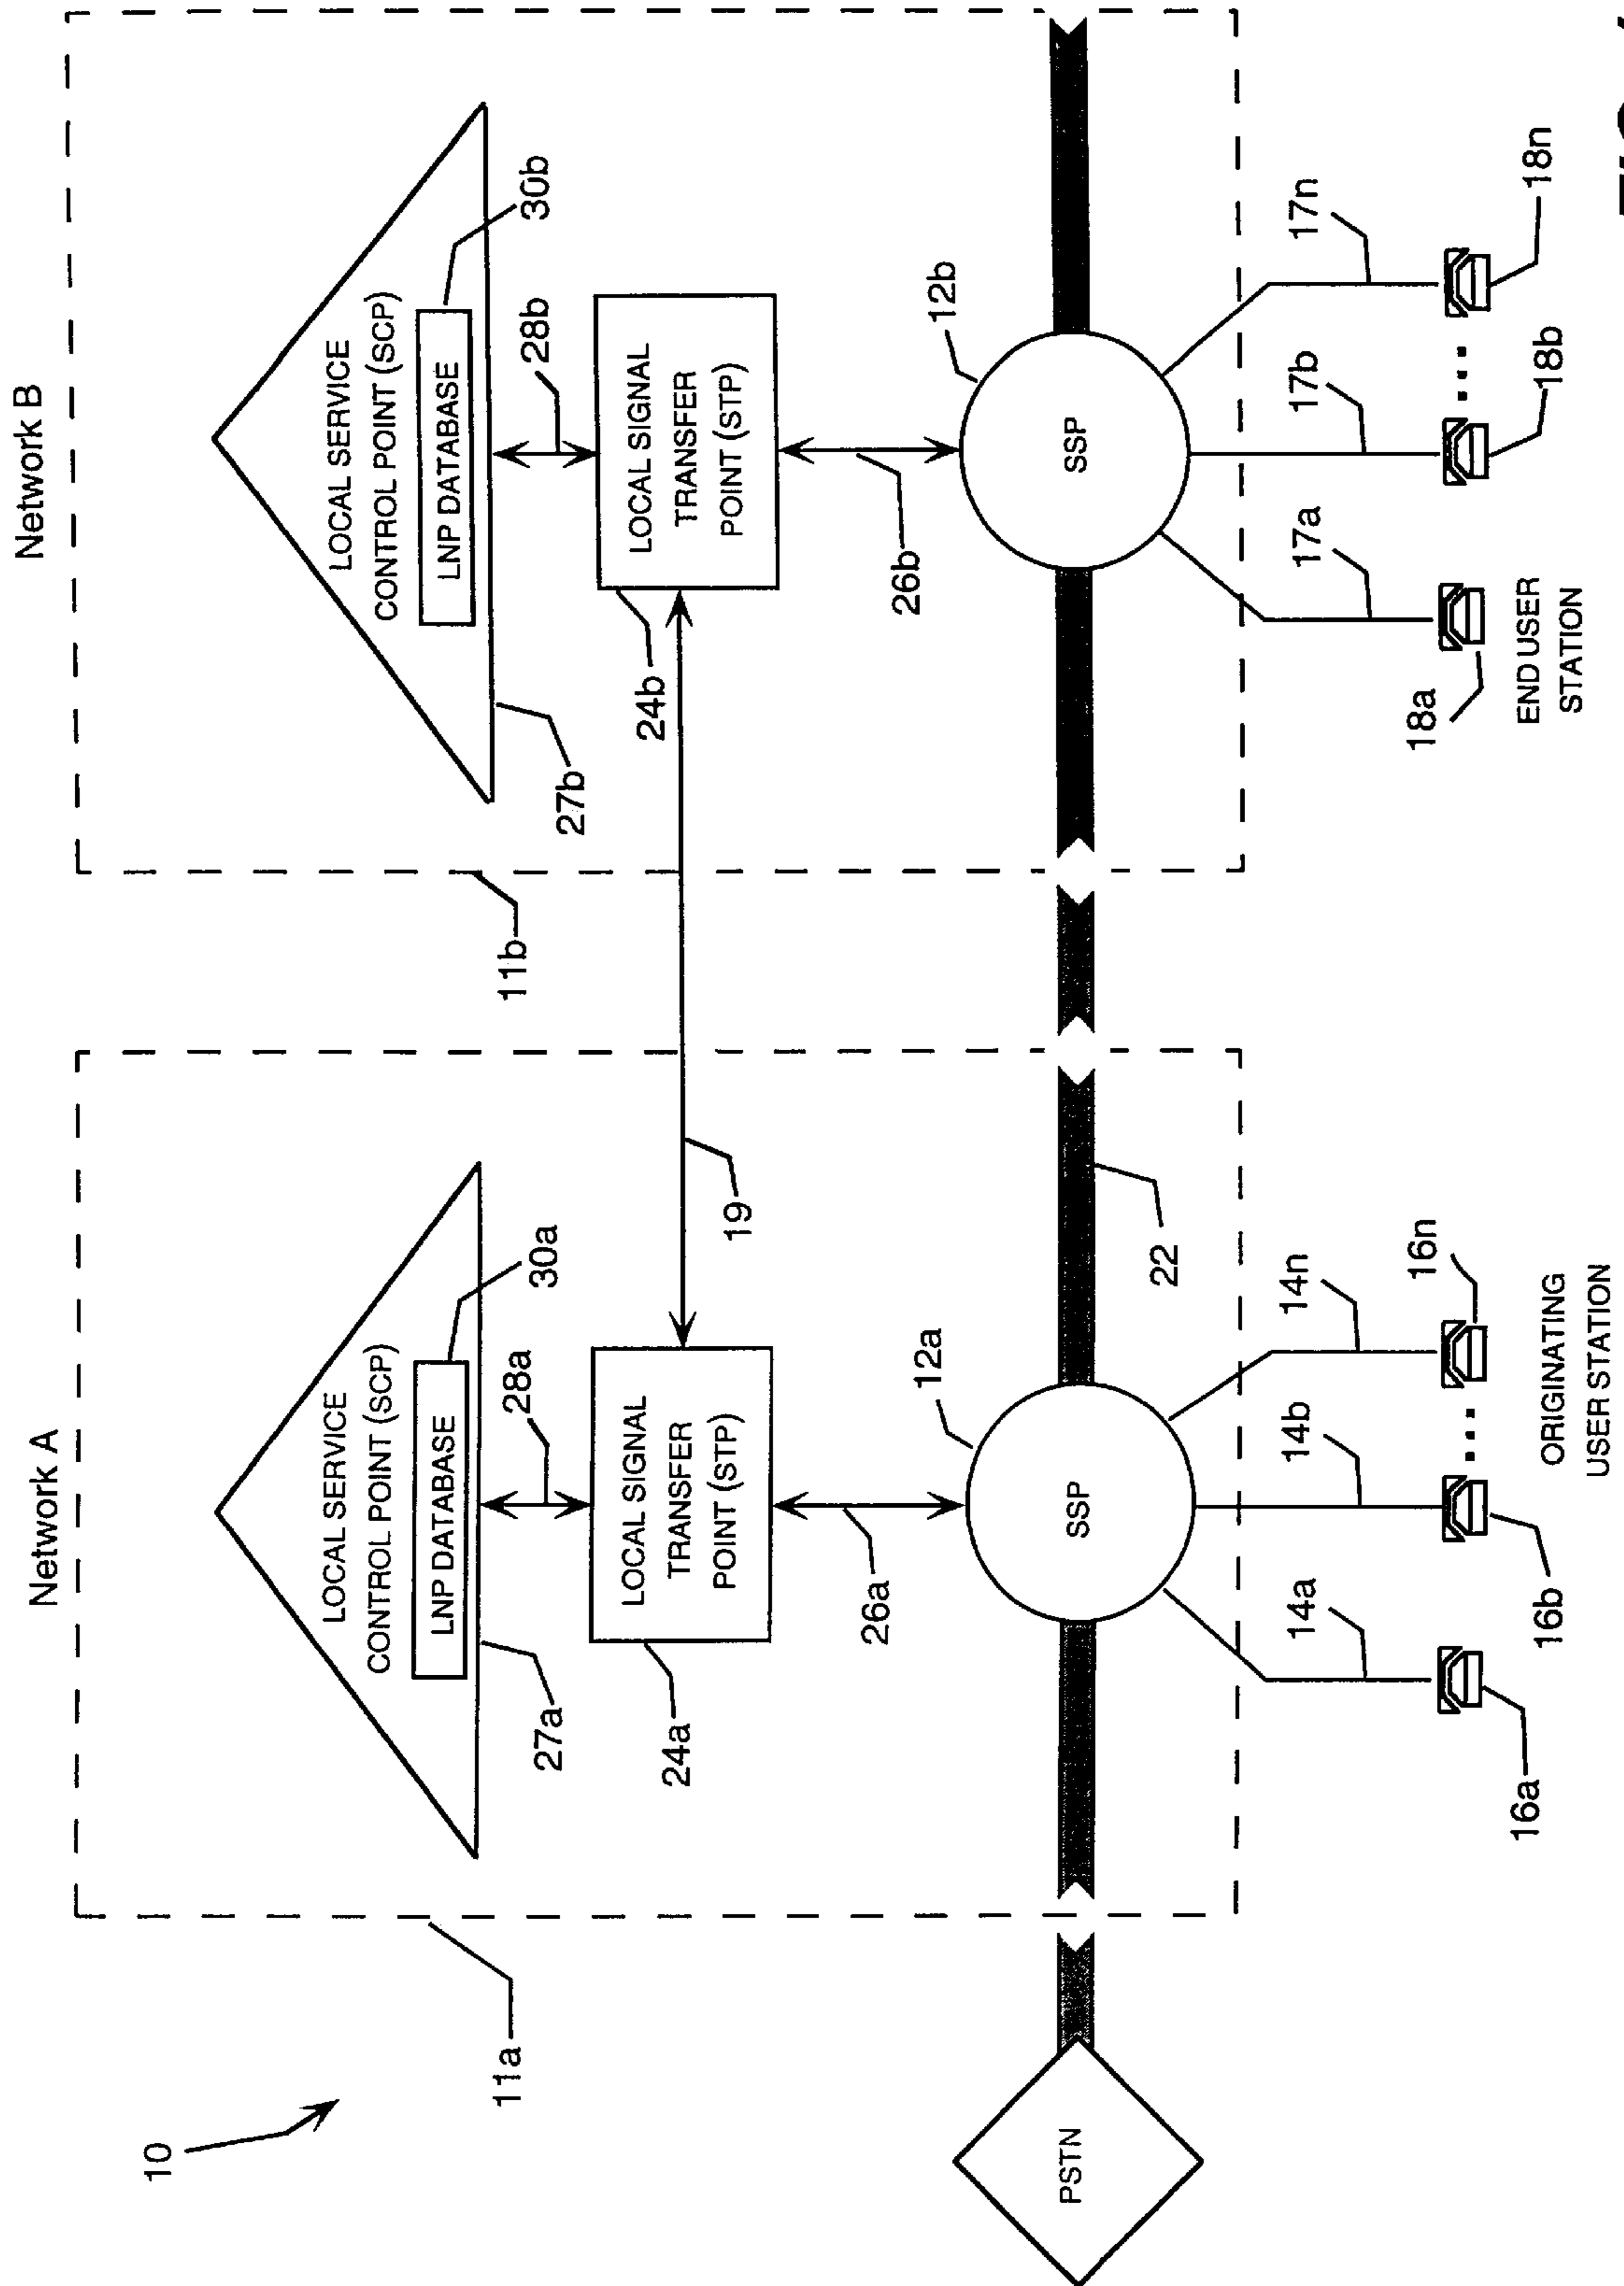 Network A
Network B
10
11a
11b
LOCAL SERVICE
CONTROL POINT (SCP)
LNP DATABASE
30a
27a
28a
LOCAL SERVICE
CONTROL POINT (SCP)
LNP DATABASE
30b
27b
28b
LOCAL SIGNAL
TRANSFER
POINT (STP)
24a
26a
19
LOCAL SIGNAL
TRANSFER
POINT (STP)
24b
26b
PSTN
SSP
12a
22
SSP
12b
14a
14b
14n
17a
17b
17n
16a
16b
...
16n
ORIGINATING
USER STATION
18a
18b
...
18n
END USER
STATION